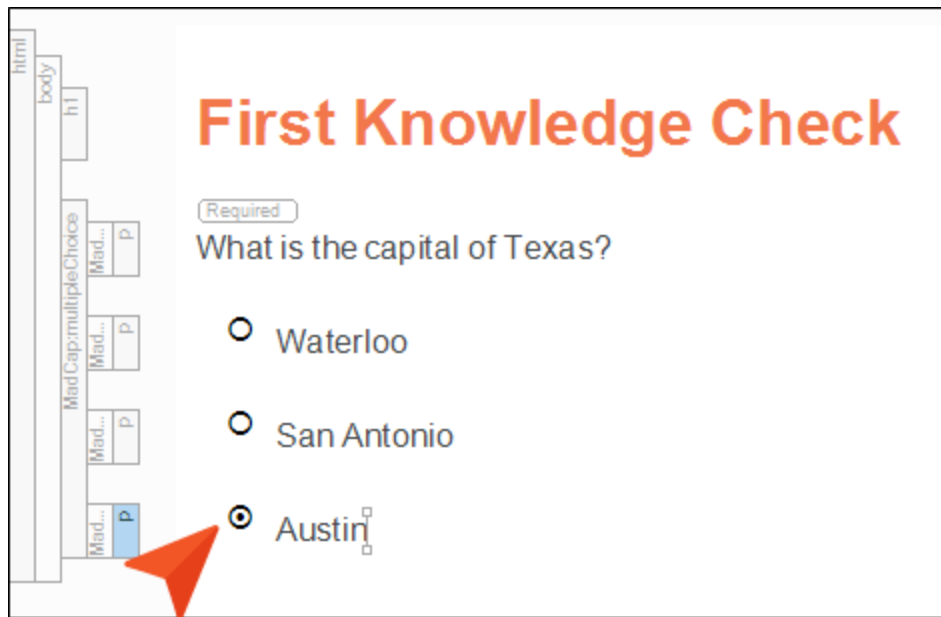 html
body
h1
First Knowledge Check
Required
What is the capital of Texas?
MadCap:multipleChoice
Mad...
p
Mad...
p
Waterloo
Mad...
p
San Antonio
Mad...
p
Austin